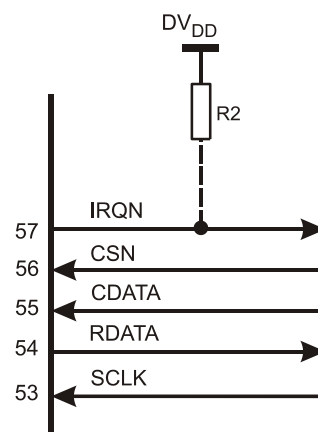 DVDD
R2
57 IRQN
56 CSN
55 CDATA
54 RDATA
53 SCLK